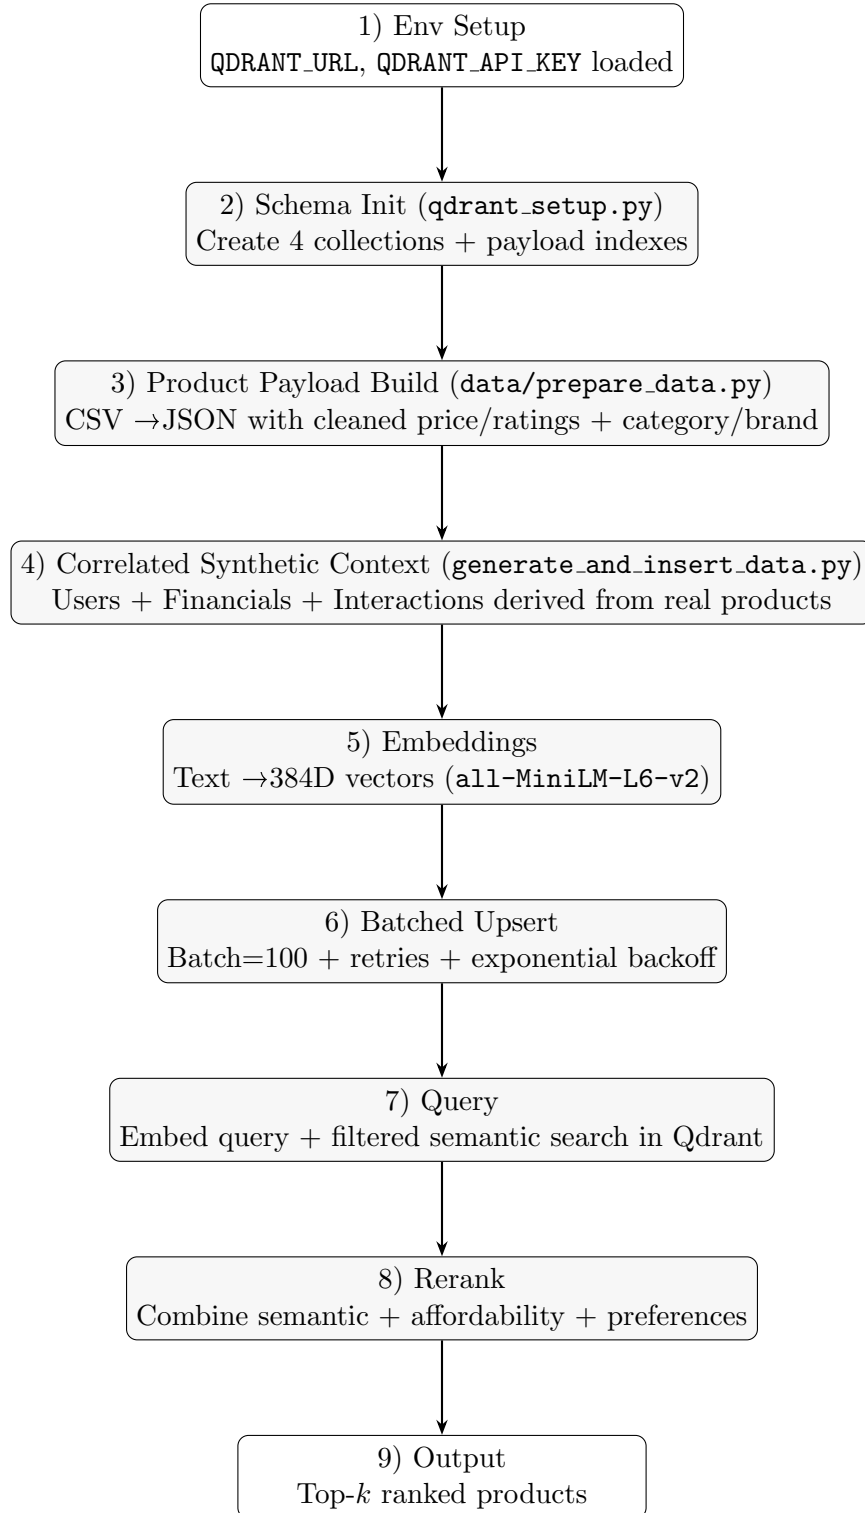 1) Env Setup
QDRANT_URL, QDRANT_API_KEY loaded
2) Schema Init (qdrant_setup.py)
Create 4 collections + payload indexes
3) Product Payload Build (data/prepare_data.py)
CSV →JSON with cleaned price/ratings + category/brand
4) Correlated Synthetic Context (generate_and_insert_data.py)
Users + Financials + Interactions derived from real products
5) Embeddings
Text →384D vectors (all-MiniLM-L6-v2)
6) Batched Upsert
Batch=100 + retries + exponential backoff
7) Query
Embed query + filtered semantic search in Qdrant
8) Rerank
Combine semantic + affordability + preferences
9) Output
Top-k ranked products